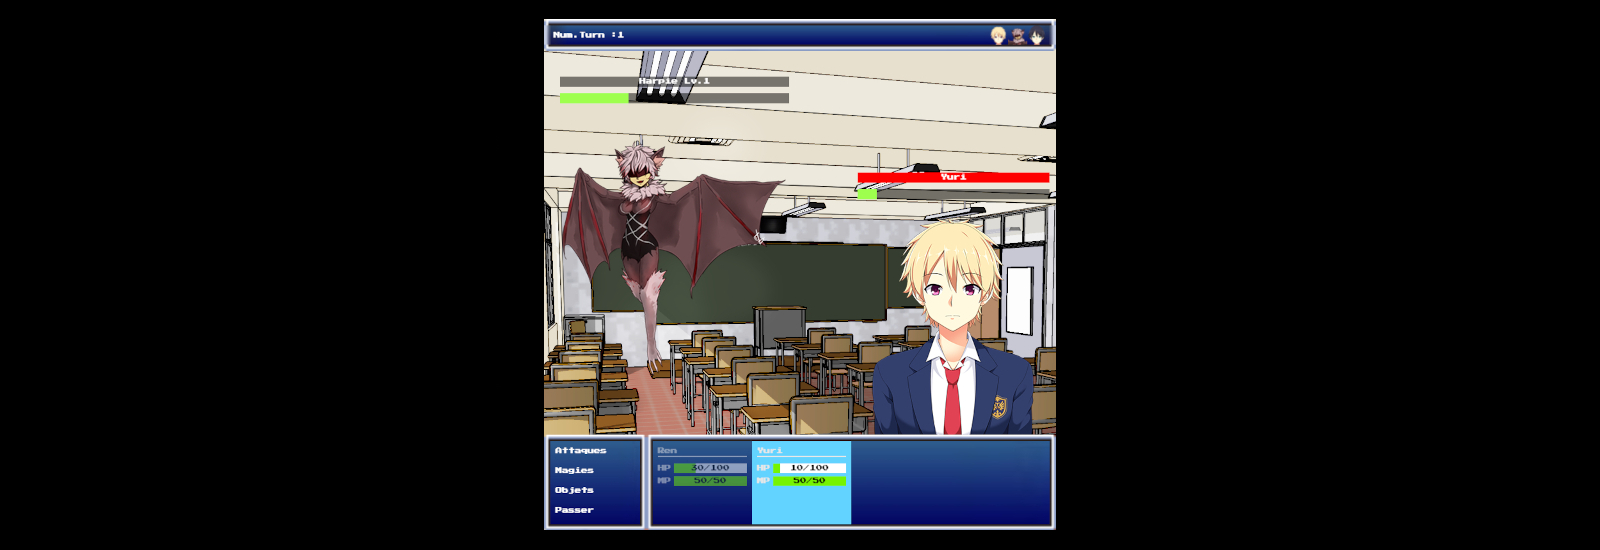 Num.Turn :1
Harpie Lv.1
Yuri
Attaques
Magies
Objets
Passer
Ren
HP 30/100
MP 50/50
Yuri
HP 10/100
MP 50/50